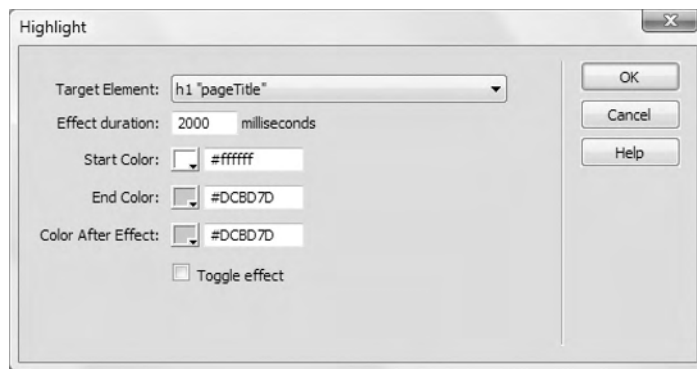 Highlight
Target Element: h1 "pageTitle"
Effect duration: 2000 milliseconds
Start Color: #ffffff
End Color: #DCBD7D
Color After Effect: #DCBD7D
Toggle effect
OK
Cancel
Help